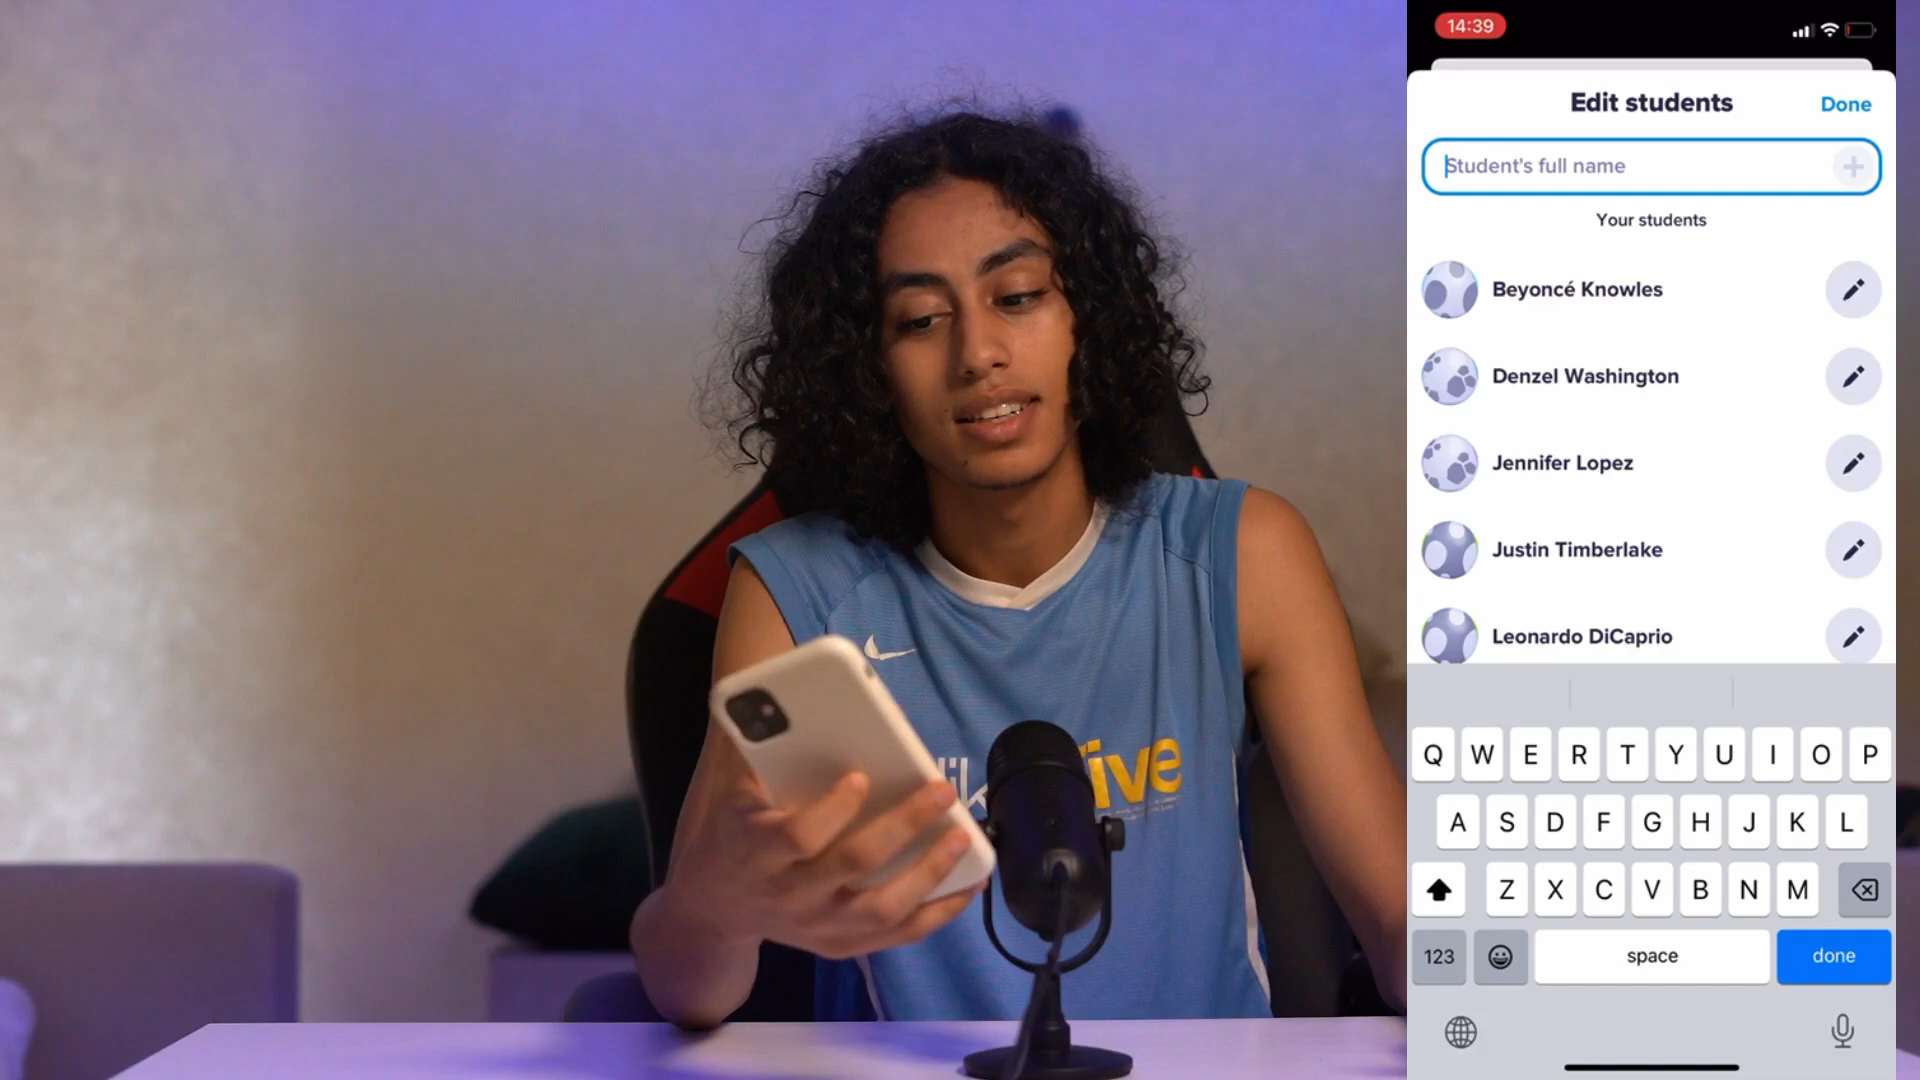 14:39
Edit students
Done
Student's full name
Your students
Beyoncé Knowles
Denzel Washington
Jennifer Lopez
Justin Timberlake
Leonardo DiCaprio
ive
Q W E R T Y U I O P
A S D F G H J K L
Z X C V B N M
123
space
done